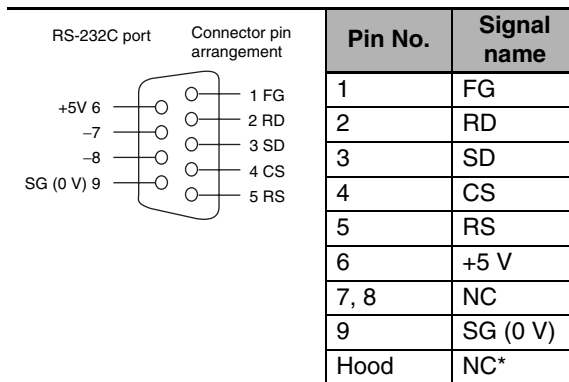 RS-232C port
Connector pin
arrangement
+5V 6
–7
–8
SG (0 V) 9
1 FG
2 RD
3 SD
4 CS
5 RS
Pin No. Signal name
1 FG
2 RD
3 SD
4 CS
5 RS
6 +5 V
7, 8 NC
9 SG (0 V)
Hood NC*